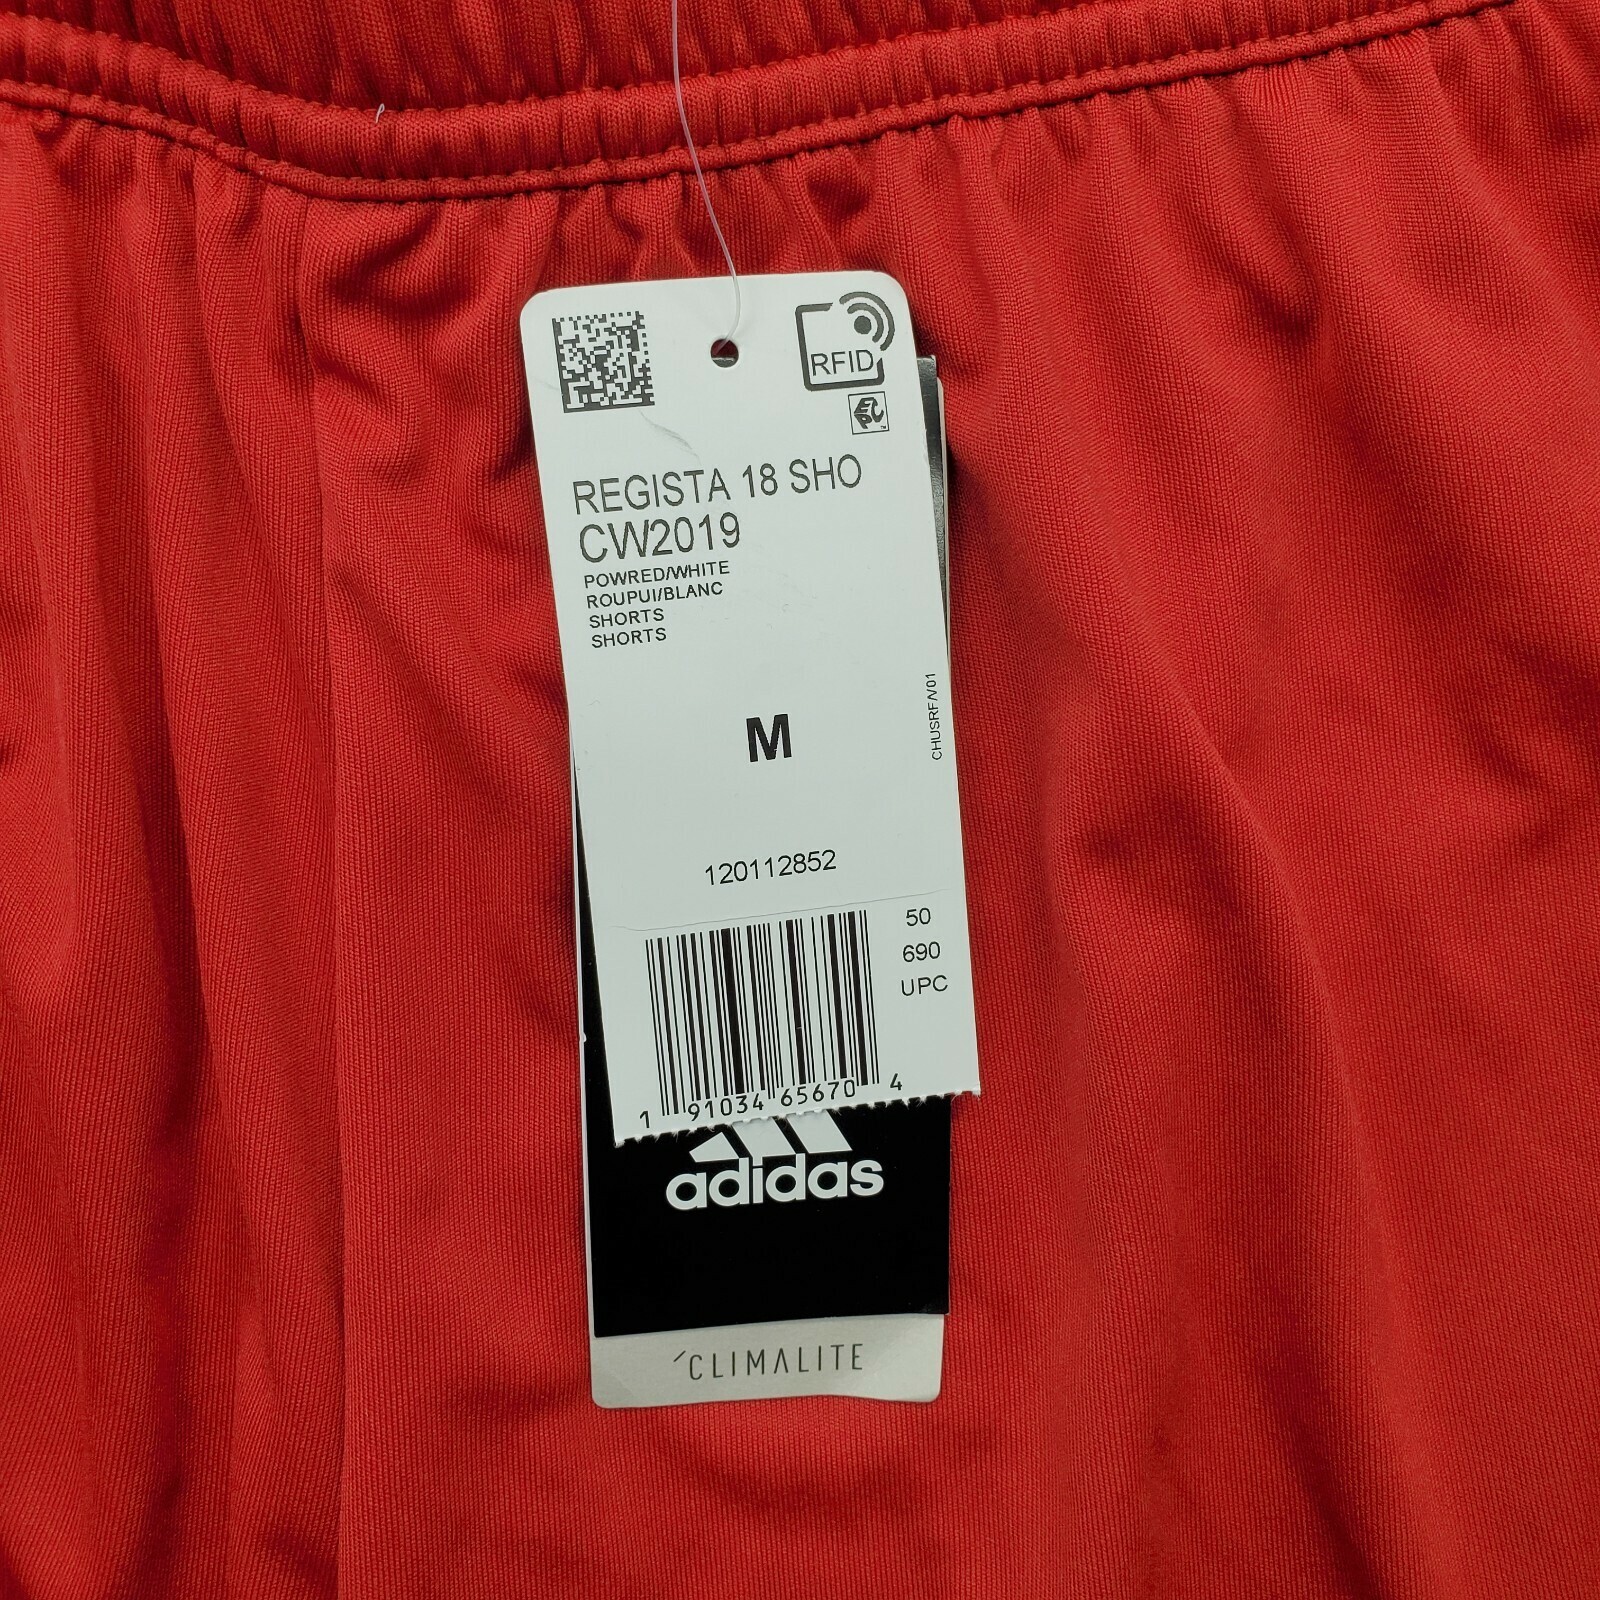 RFID
EPC
REGISTA 18 SHO
CW2019
POWRED/WHITE
ROUPUI/BLANC
SHORTS
SHORTS
CHUSRFA/01
M
120112852
50
690
UPC
1 91034 65670 4
adidas
CLIMALITE